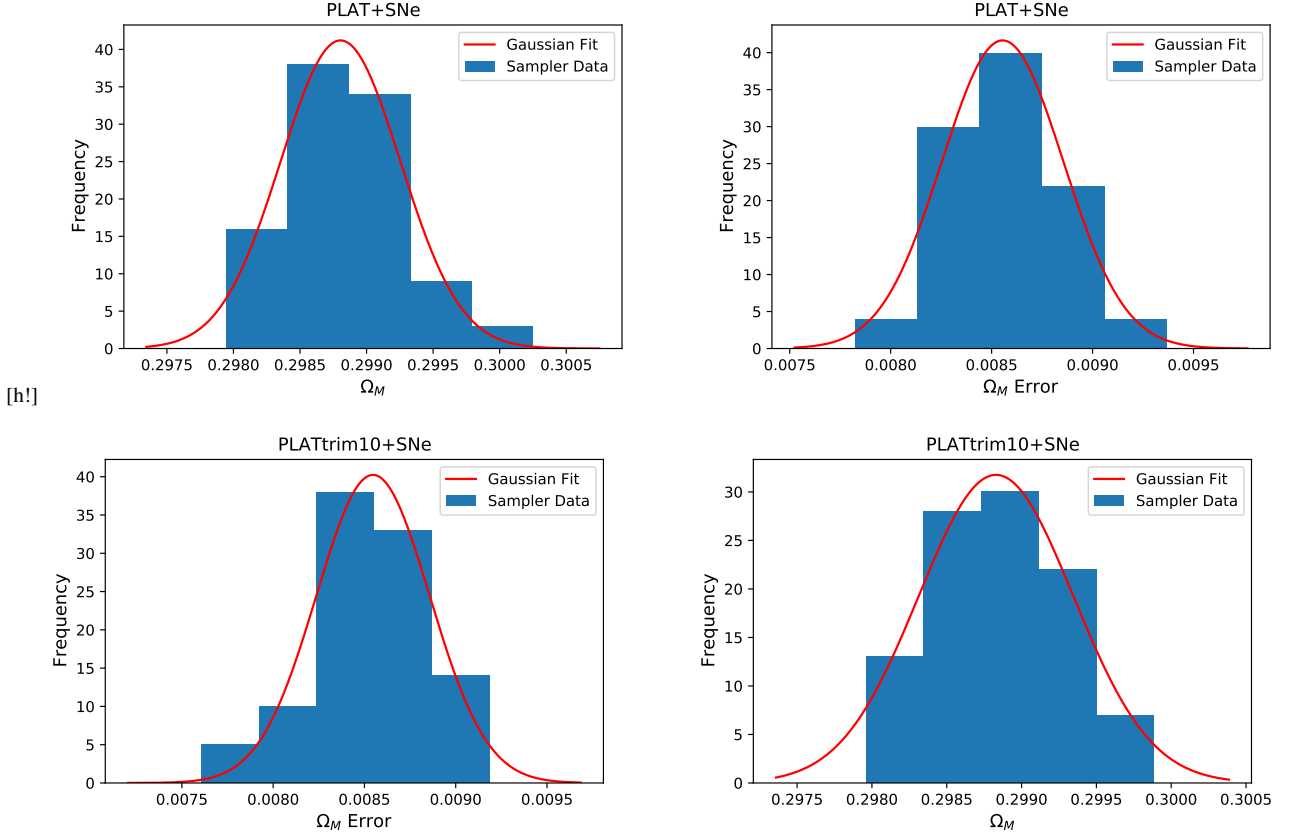 PLAT+SNe
Gaussian Fit
Sampler Data
Frequency
40
35
30
25
20
15
10
5
0
0.2975 0.2980 0.2985 0.2990 0.2995 0.3000 0.3005
Ω_M
PLAT+SNe
Gaussian Fit
Sampler Data
Frequency
40
35
30
25
20
15
10
5
0
0.0075 0.0080 0.0085 0.0090 0.0095
Ω_M Error
[h!]
PLATtrim10+SNe
Gaussian Fit
Sampler Data
Frequency
40
35
30
25
20
15
10
5
0
0.0075 0.0080 0.0085 0.0090 0.0095
Ω_M Error
PLATtrim10+SNe
Gaussian Fit
Sampler Data
Frequency
30
25
20
15
10
5
0
0.2975 0.2980 0.2985 0.2990 0.2995 0.3000 0.3005
Ω_M